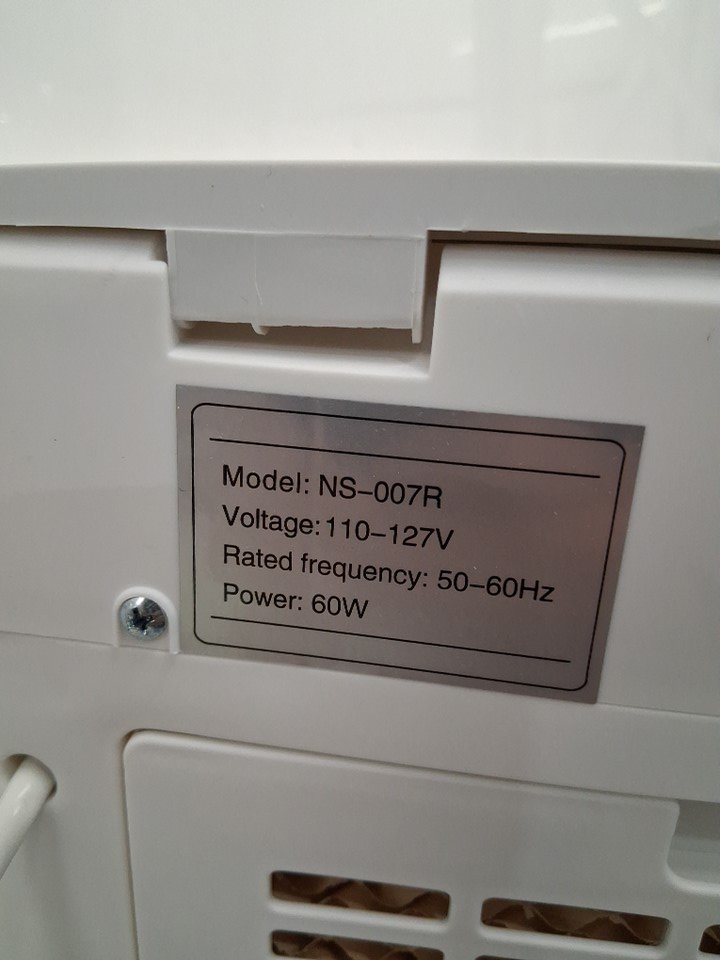 Model: NS-007R
Voltage: 110-127V
Rated frequency: 50-60Hz
Power: 60W